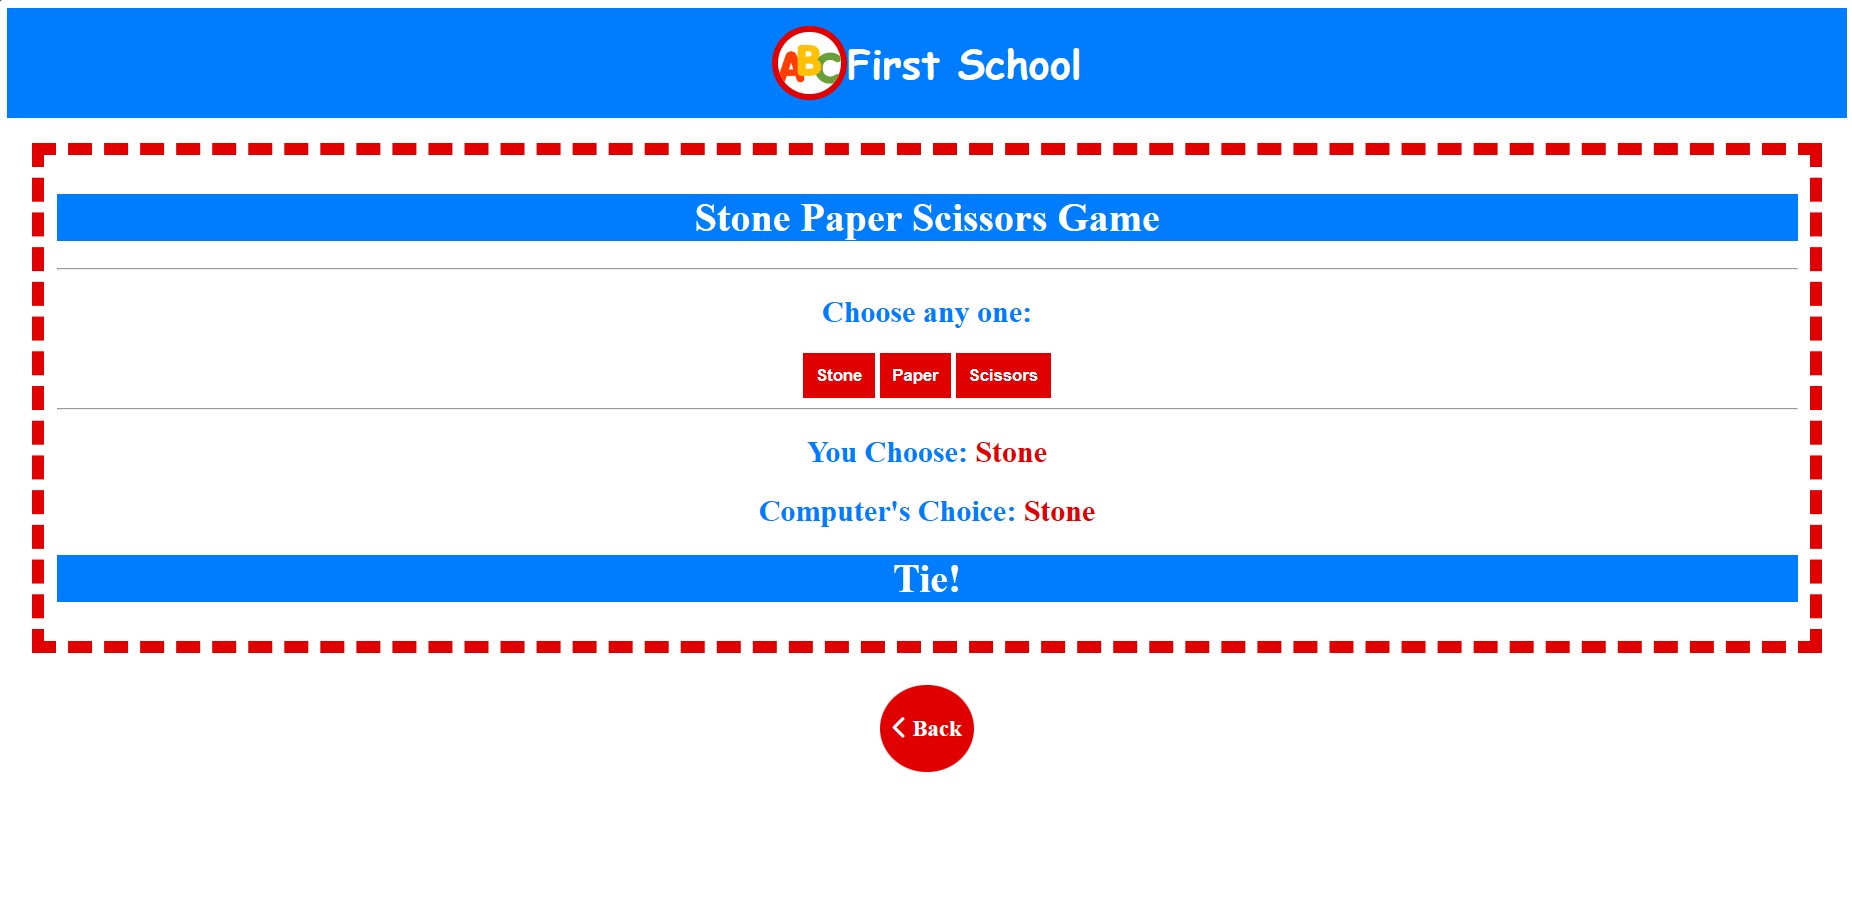 ABC First School
Stone Paper Scissors Game
Choose any one:
Stone Paper Scissors
You Choose: Stone
Computer's Choice: Stone
Tie!
Back